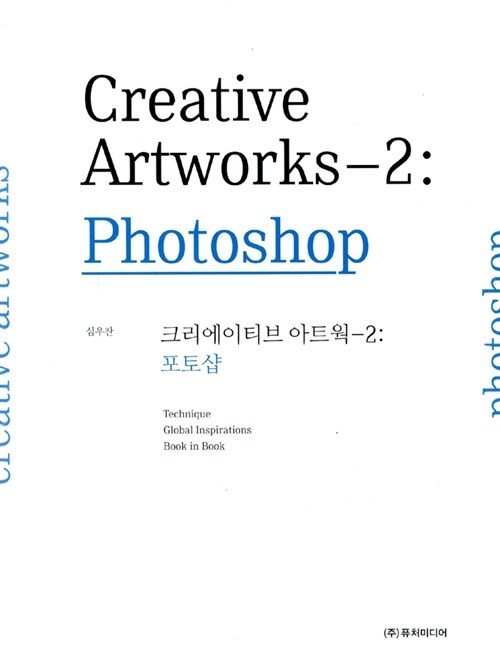 Creative
Artworks–2:
Photoshop
심우찬
크리에이티브 아트웍–2:
포토샵
Technique
Global Inspirations
Book in Book
creative artworks
photoshop
(주)퓨처미디어